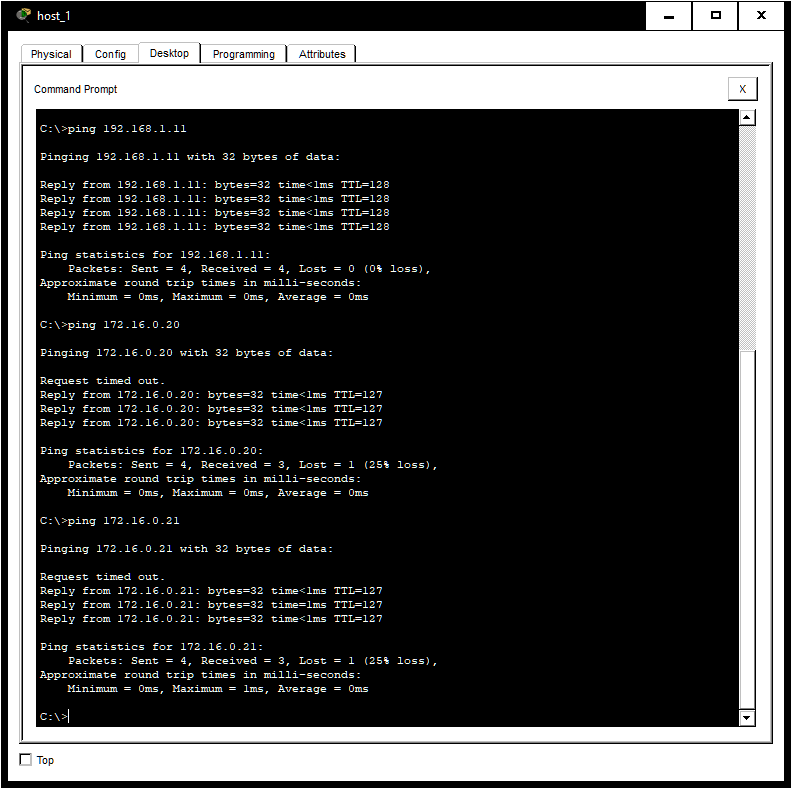 host_1
Physical Config Desktop Programming Attributes
Command Prompt
X
C:\>ping 192.168.1.11
Pinging 192.168.1.11 with 32 bytes of data:
Reply from 192.168.1.11: bytes=32 time<1ms TTL=128
Reply from 192.168.1.11: bytes=32 time<1ms TTL=128
Reply from 192.168.1.11: bytes=32 time<1ms TTL=128
Reply from 192.168.1.11: bytes=32 time<1ms TTL=128
Ping statistics for 192.168.1.11:
    Packets: Sent = 4, Received = 4, Lost = 0 (0% loss),
Approximate round trip times in milli-seconds:
    Minimum = 0ms, Maximum = 0ms, Average = 0ms
C:\>ping 172.16.0.20
Pinging 172.16.0.20 with 32 bytes of data:
Request timed out.
Reply from 172.16.0.20: bytes=32 time<1ms TTL=127
Reply from 172.16.0.20: bytes=32 time<1ms TTL=127
Reply from 172.16.0.20: bytes=32 time<1ms TTL=127
Ping statistics for 172.16.0.20:
    Packets: Sent = 4, Received = 3, Lost = 1 (25% loss),
Approximate round trip times in milli-seconds:
    Minimum = 0ms, Maximum = 0ms, Average = 0ms
C:\>ping 172.16.0.21
Pinging 172.16.0.21 with 32 bytes of data:
Request timed out.
Reply from 172.16.0.21: bytes=32 time<1ms TTL=127
Reply from 172.16.0.21: bytes=32 time=1ms TTL=127
Reply from 172.16.0.21: bytes=32 time<1ms TTL=127
Ping statistics for 172.16.0.21:
    Packets: Sent = 4, Received = 3, Lost = 1 (25% loss),
Approximate round trip times in milli-seconds:
    Minimum = 0ms, Maximum = 1ms, Average = 0ms
C:\>
Top